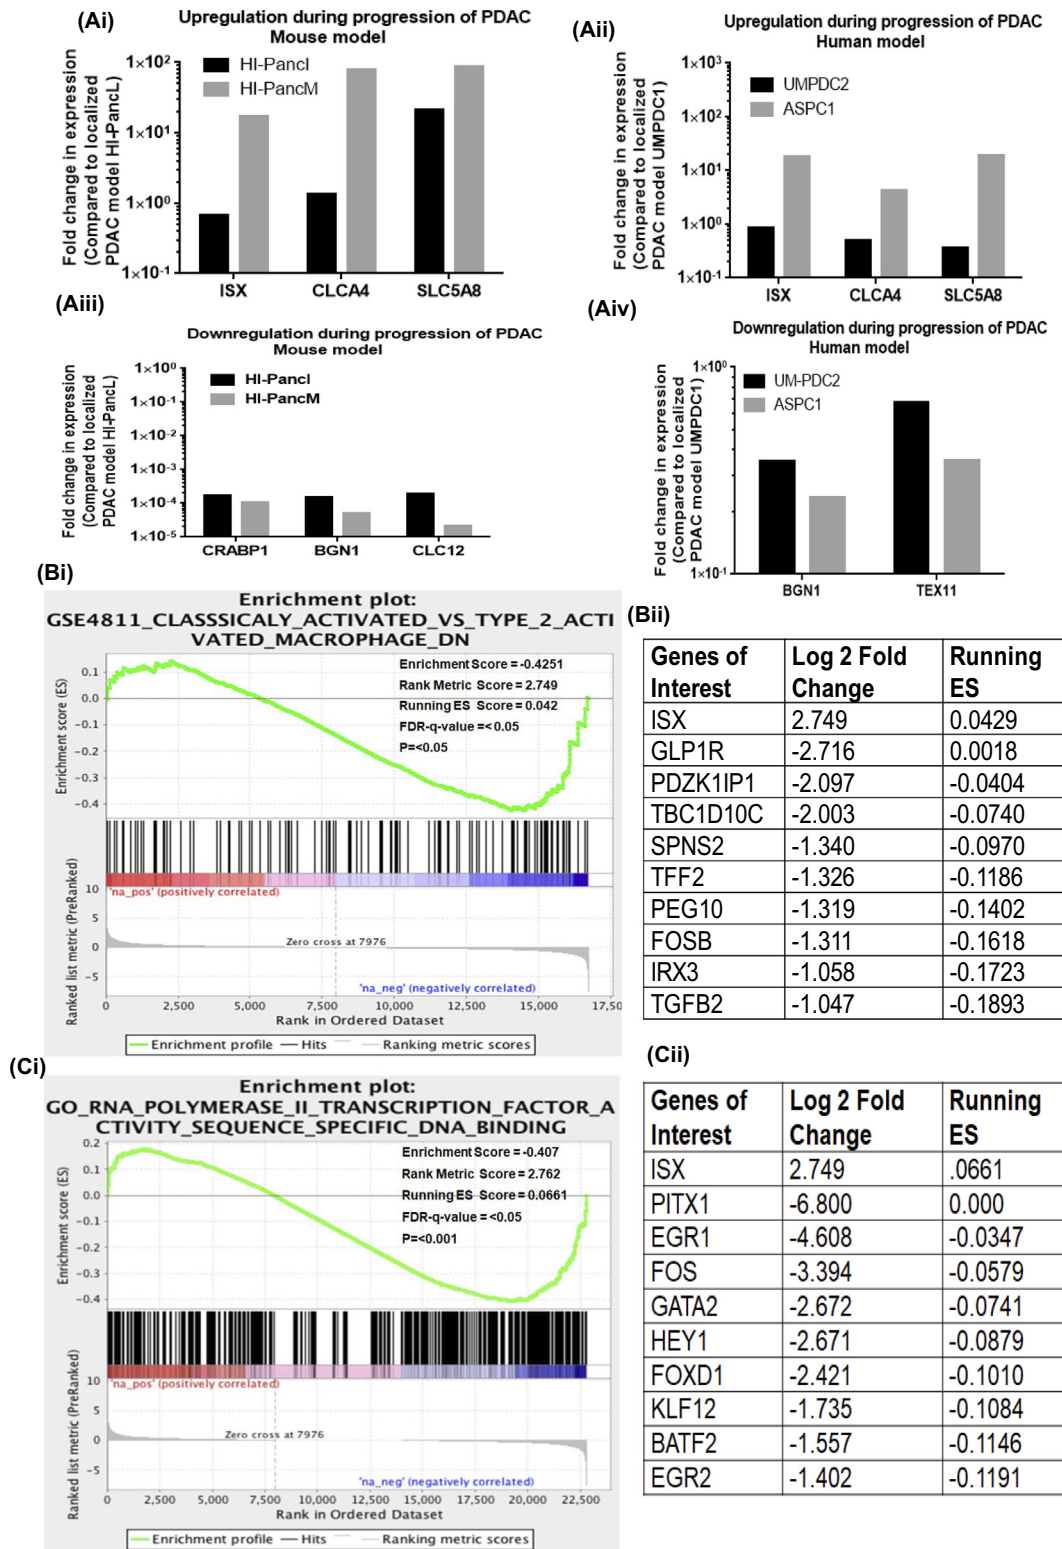 (Ai)
Upregulation during progression of PDAC
Mouse model
Fold change in expression
(Compared to localized
PDAC model HI-PancL)
1×10²
1×10¹
1×10⁰
1×10⁻¹
HI-PancI
HI-PancM
ISX CLCA4 SLC5A8
(Aii)
Upregulation during progression of PDAC
Human model
Fold change in expression
(Compared to localized
PDAC model UMPDC1)
1×10³
1×10²
1×10¹
1×10⁰
1×10⁻¹
UMPDC2
ASPC1
ISX CLCA4 SLC5A8
(Aiii)
Downregulation during progression of PDAC
Mouse model
Fold change in expression
(Compared to localized
PDAC model HI-PancL)
1×10⁰
1×10⁻¹
1×10⁻²
1×10⁻³
1×10⁻⁴
1×10⁻⁵
HI-PancI
HI-PancM
CRABP1 BGN1 CLC12
(Aiv)
Downregulation during progression of PDAC
Human model
Fold change in expression
(Compared to localized
PDAC model UMPDC1)
1×10⁰
1×10⁻¹
UM-PDC2
ASPC1
BGN1 TEX11
(Bi)
Enrichment plot:
GSE4811_CLASSSICALY_ACTIVATED_VS_TYPE_2_ACTI
VATED_MACROPHAGE_DN
Enrichment Score = -0.4251
Rank Metric Score = 2.749
Running ES Score = 0.042
FDR-q-value =< 0.05
P=<0.05
Enrichment score (ES)
0.1
0.0
-0.1
-0.2
-0.3
-0.4
Ranked list metric (PreRanked)
10
5
0
-5
'na_pos' (positively correlated)
Zero cross at 7976
'na_neg' (negatively correlated)
0 2,500 5,000 7,500 10,000 12,500 15,000 17,50
Rank in Ordered Dataset
Enrichment profile Hits Ranking metric scores
(Bii)
Genes of Interest Log 2 Fold Change Running ES
ISX 2.749 0.0429
GLP1R -2.716 0.0018
PDZK1IP1 -2.097 -0.0404
TBC1D10C -2.003 -0.0740
SPNS2 -1.340 -0.0970
TFF2 -1.326 -0.1186
PEG10 -1.319 -0.1402
FOSB -1.311 -0.1618
IRX3 -1.058 -0.1723
TGFB2 -1.047 -0.1893
(Ci)
Enrichment plot:
GO_RNA_POLYMERASE_II_TRANSCRIPTION_FACTOR_A
CTIVITY_SEQUENCE_SPECIFIC_DNA_BINDING
Enrichment Score = -0.407
Rank Metric Score = 2.762
Running ES Score = 0.0661
FDR-q-value =<0.05
P=<0.001
Enrichment score (ES)
0.2
0.1
0.0
-0.1
-0.2
-0.3
-0.4
Ranked list metric (PreRanked)
10
5
0
-5
'na_pos' (positively correlated)
Zero cross at 7976
'na_neg' (negatively correlated)
0 2,500 5,000 7,500 10,000 12,500 15,000 17,500 20,000 22,500
Rank in Ordered Dataset
Enrichment profile Hits Ranking metric scores
(Cii)
Genes of Interest Log 2 Fold Change Running ES
ISX 2.749 .0661
PITX1 -6.800 0.000
EGR1 -4.608 -0.0347
FOS -3.394 -0.0579
GATA2 -2.672 -0.0741
HEY1 -2.671 -0.0879
FOXD1 -2.421 -0.1010
KLF12 -1.735 -0.1084
BATF2 -1.557 -0.1146
EGR2 -1.402 -0.1191